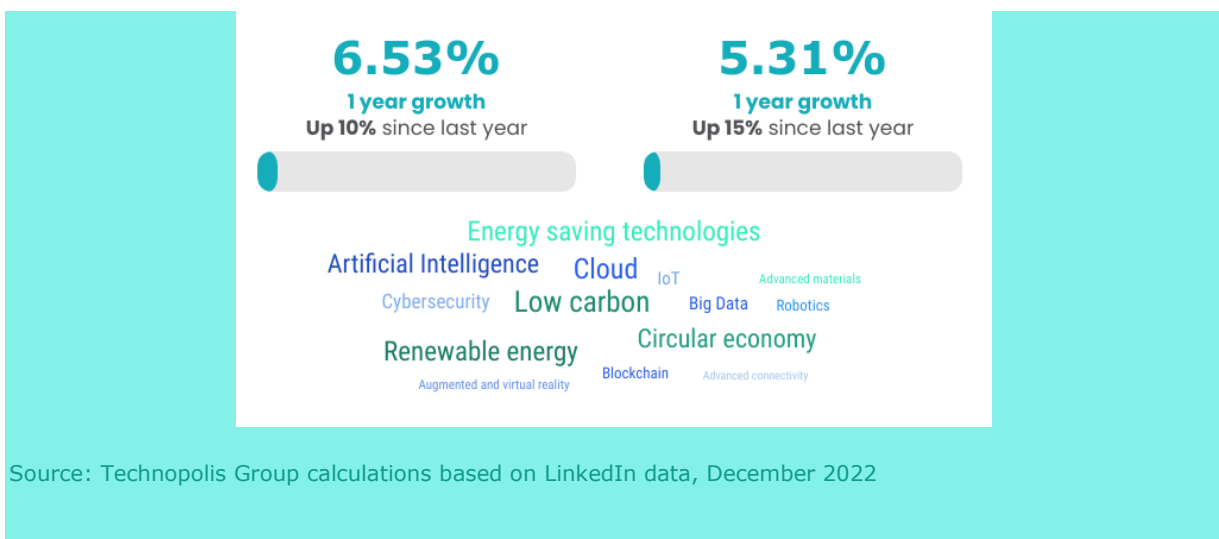 6.53%
5.31%
1 year growth
1 year growth
Up 10% since last year
Up 15% since last year
Energy saving technologies
Artificial Intelligence
Cloud
IoT
Advanced materials
Cybersecurity
Low carbon
Big Data
Robotics
Circular economy
Renewable energy
Blockchain
Advanced connectivity
Augmented and virtual reality
Source: Technopolis Group calculations based on LinkedIn data, December 2022